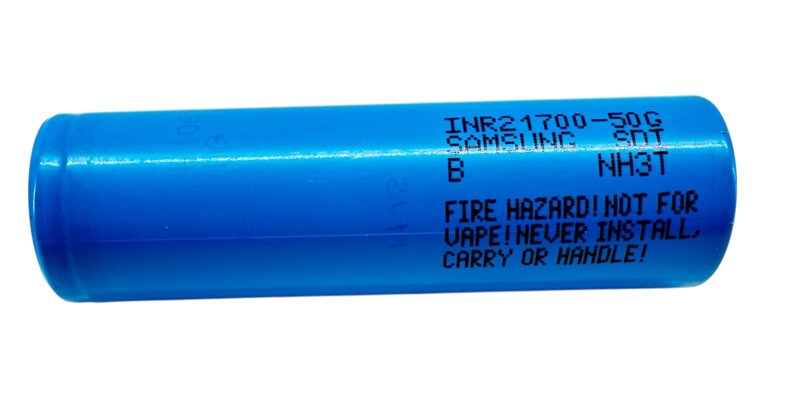 INR21700-50G
SAMSUNG SDI
B NH3T
FIRE HAZARD! NOT FOR
VAPE! NEVER INSTALL,
CARRY OR HANDLE!